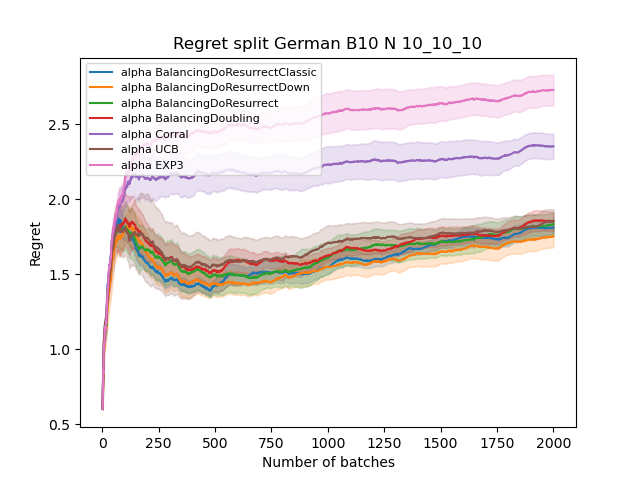 Regret split German B10 N 10_10_10
alpha BalancingDoResurrectClassic
alpha BalancingDoResurrectDown
alpha BalancingDoResurrect
alpha BalancingDoubling
alpha Corral
alpha UCB
alpha EXP3
Regret
2.5
2.0
1.5
1.0
0.5
0 250 500 750 1000 1250 1500 1750 2000
Number of batches